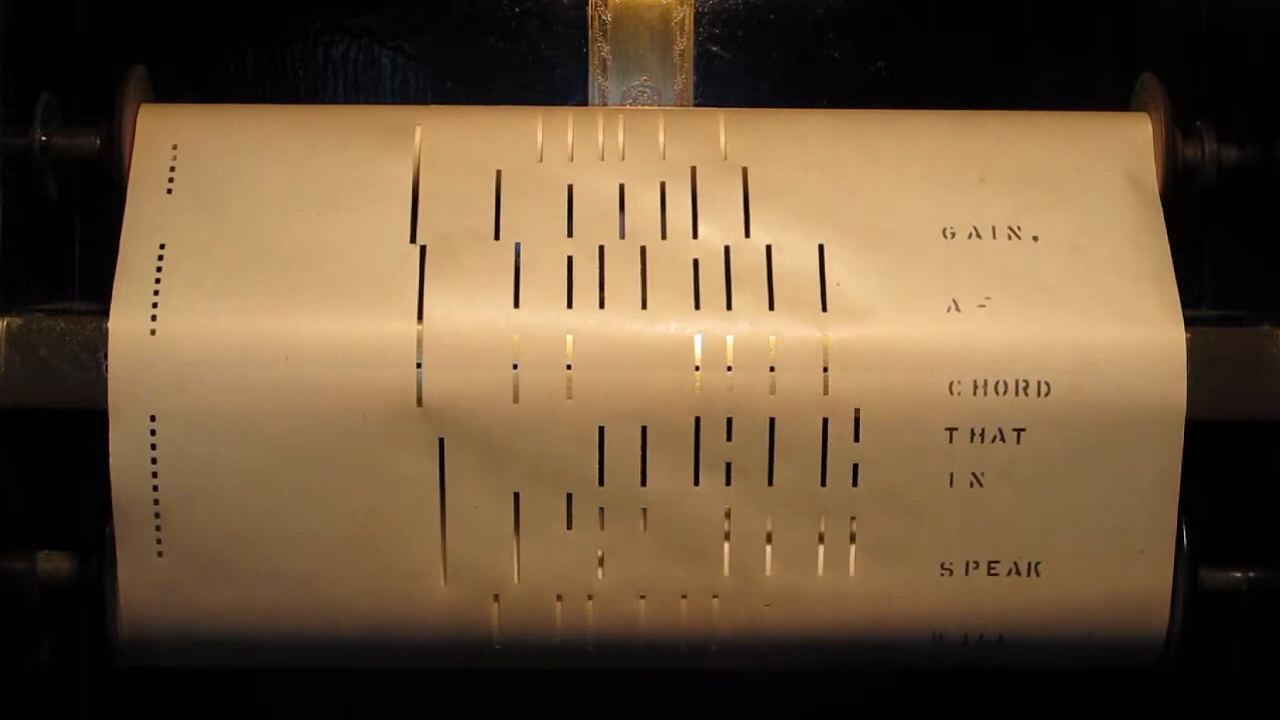 GAIN.
A-
CHORD
THAT
IN
SPEAK